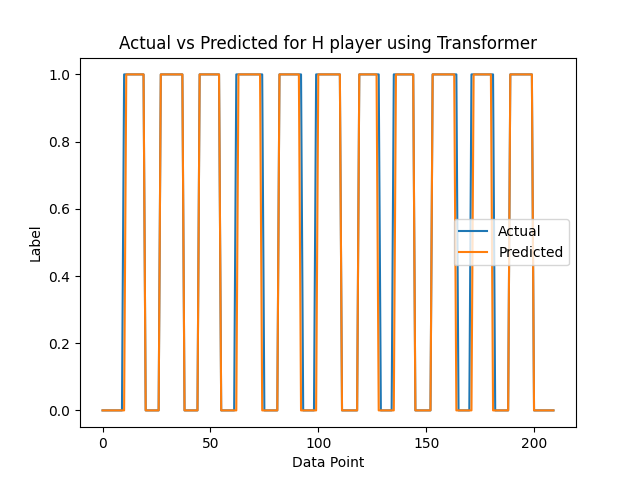 Actual vs Predicted for H player using Transformer
1.0
0.8
0.6
0.4
0.2
0.0
Label
Actual
Predicted
0 50 100 150 200
Data Point